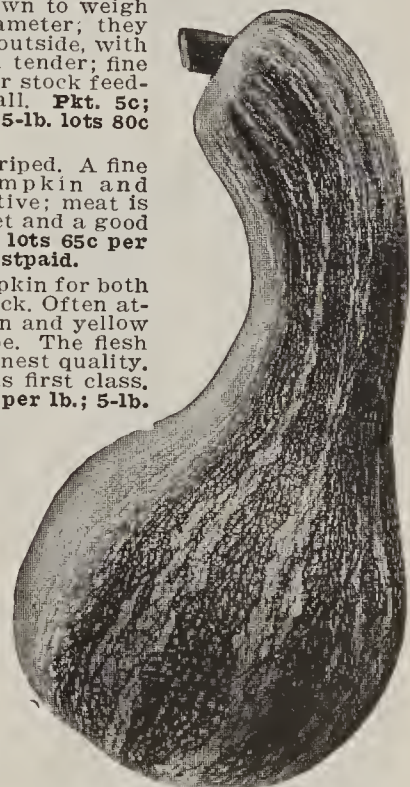 wn to weigh
ameter; they
outside, with
tender; fine
r stock feed-
all. Pkt. 5c;
5-lb. lots 80c
riped. A fine
mpkin and
tive; meat is
et and a good
lots 65c per
stpaid.
pkin for both
ck. Often at-
n and yellow
e. The flesh
nest quality.
s first class.
per lb.; 5-lb.